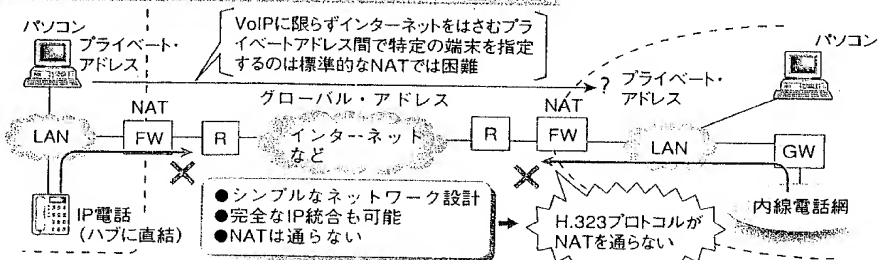 VoIPに限らずインターネットをはさむプラ
イベートアドレス間で特定の端末を指定
するのは標準的なNATでは困難
パソコン
プライベート・
アドレス
パソコン
? プライベート・
アドレス
グローバル・アドレス
NAT
NAT
LAN
FW
R
インターネット
など
R
FW
LAN
GW
IP電話
(ハブに直結)
●シンプルなネットワーク設計
●完全なIP統合も可能
●NATは通らない
H.323プロトコルが
NATを通らない
内線電話網